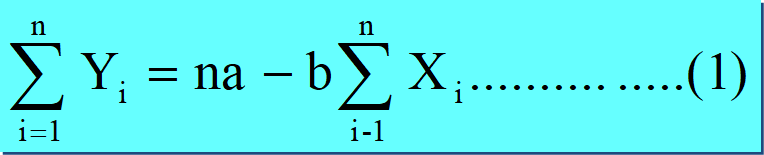 n n
∑ Yᵢ = na − b ∑ Xᵢ...............(1)
i=1 i-1